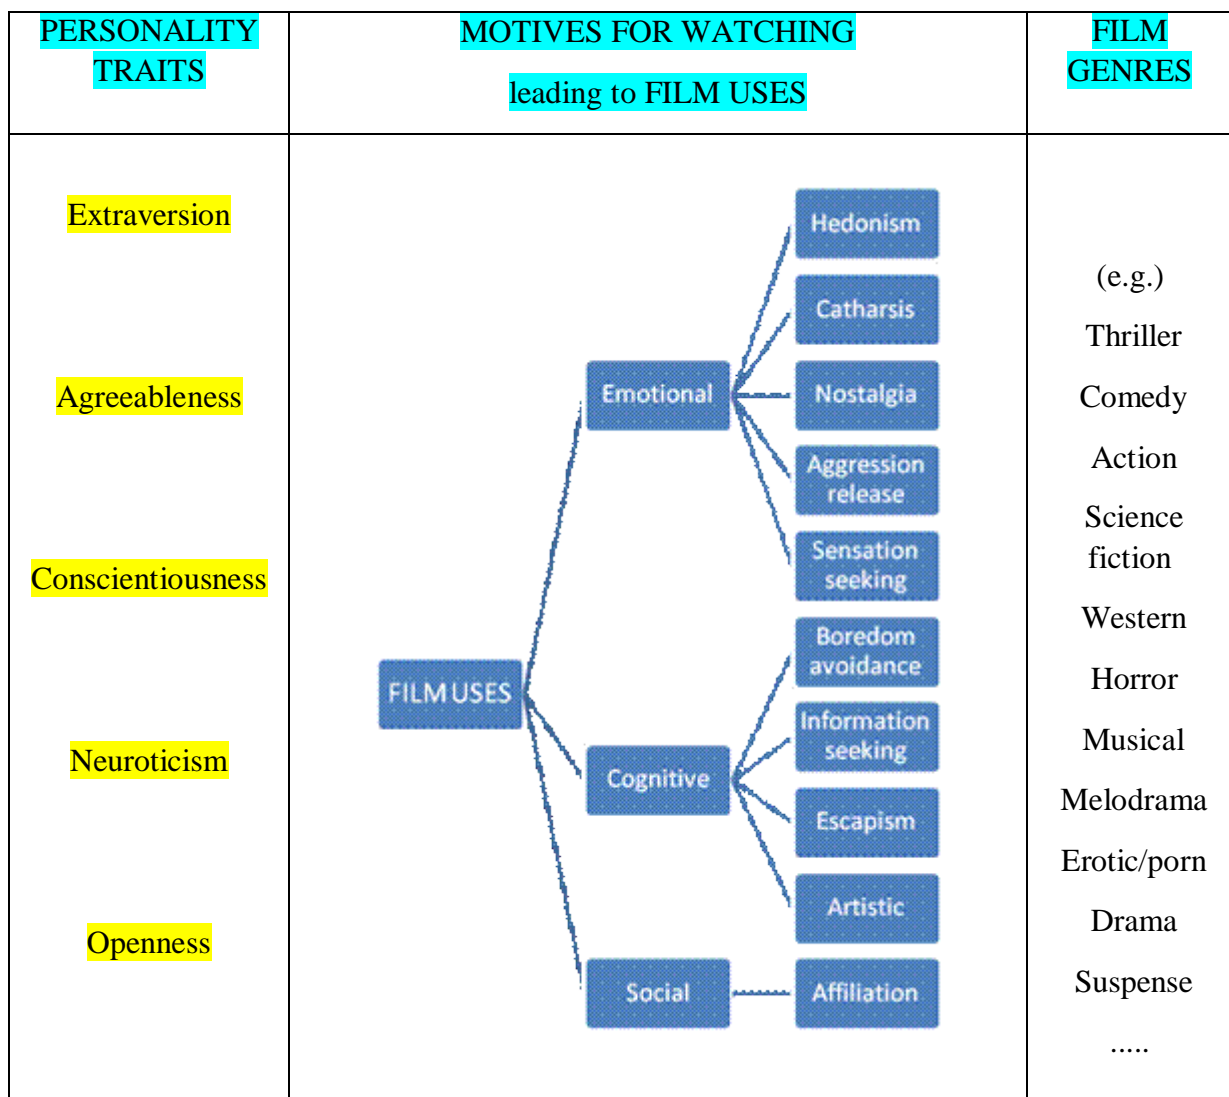 PERSONALITY
TRAITS
MOTIVES FOR WATCHING
leading to FILM USES
FILM
GENRES
Extraversion
Agreeableness
Conscientiousness
Neuroticism
Openness
FILM USES
Emotional
Cognitive
Social
Hedonism
Catharsis
Nostalgia
Aggression
release
Sensation
seeking
Boredom
avoidance
Information
seeking
Escapism
Artistic
Affiliation
(e.g.)
Thriller
Comedy
Action
Science
fiction
Western
Horror
Musical
Melodrama
Erotic/porn
Drama
Suspense
.....